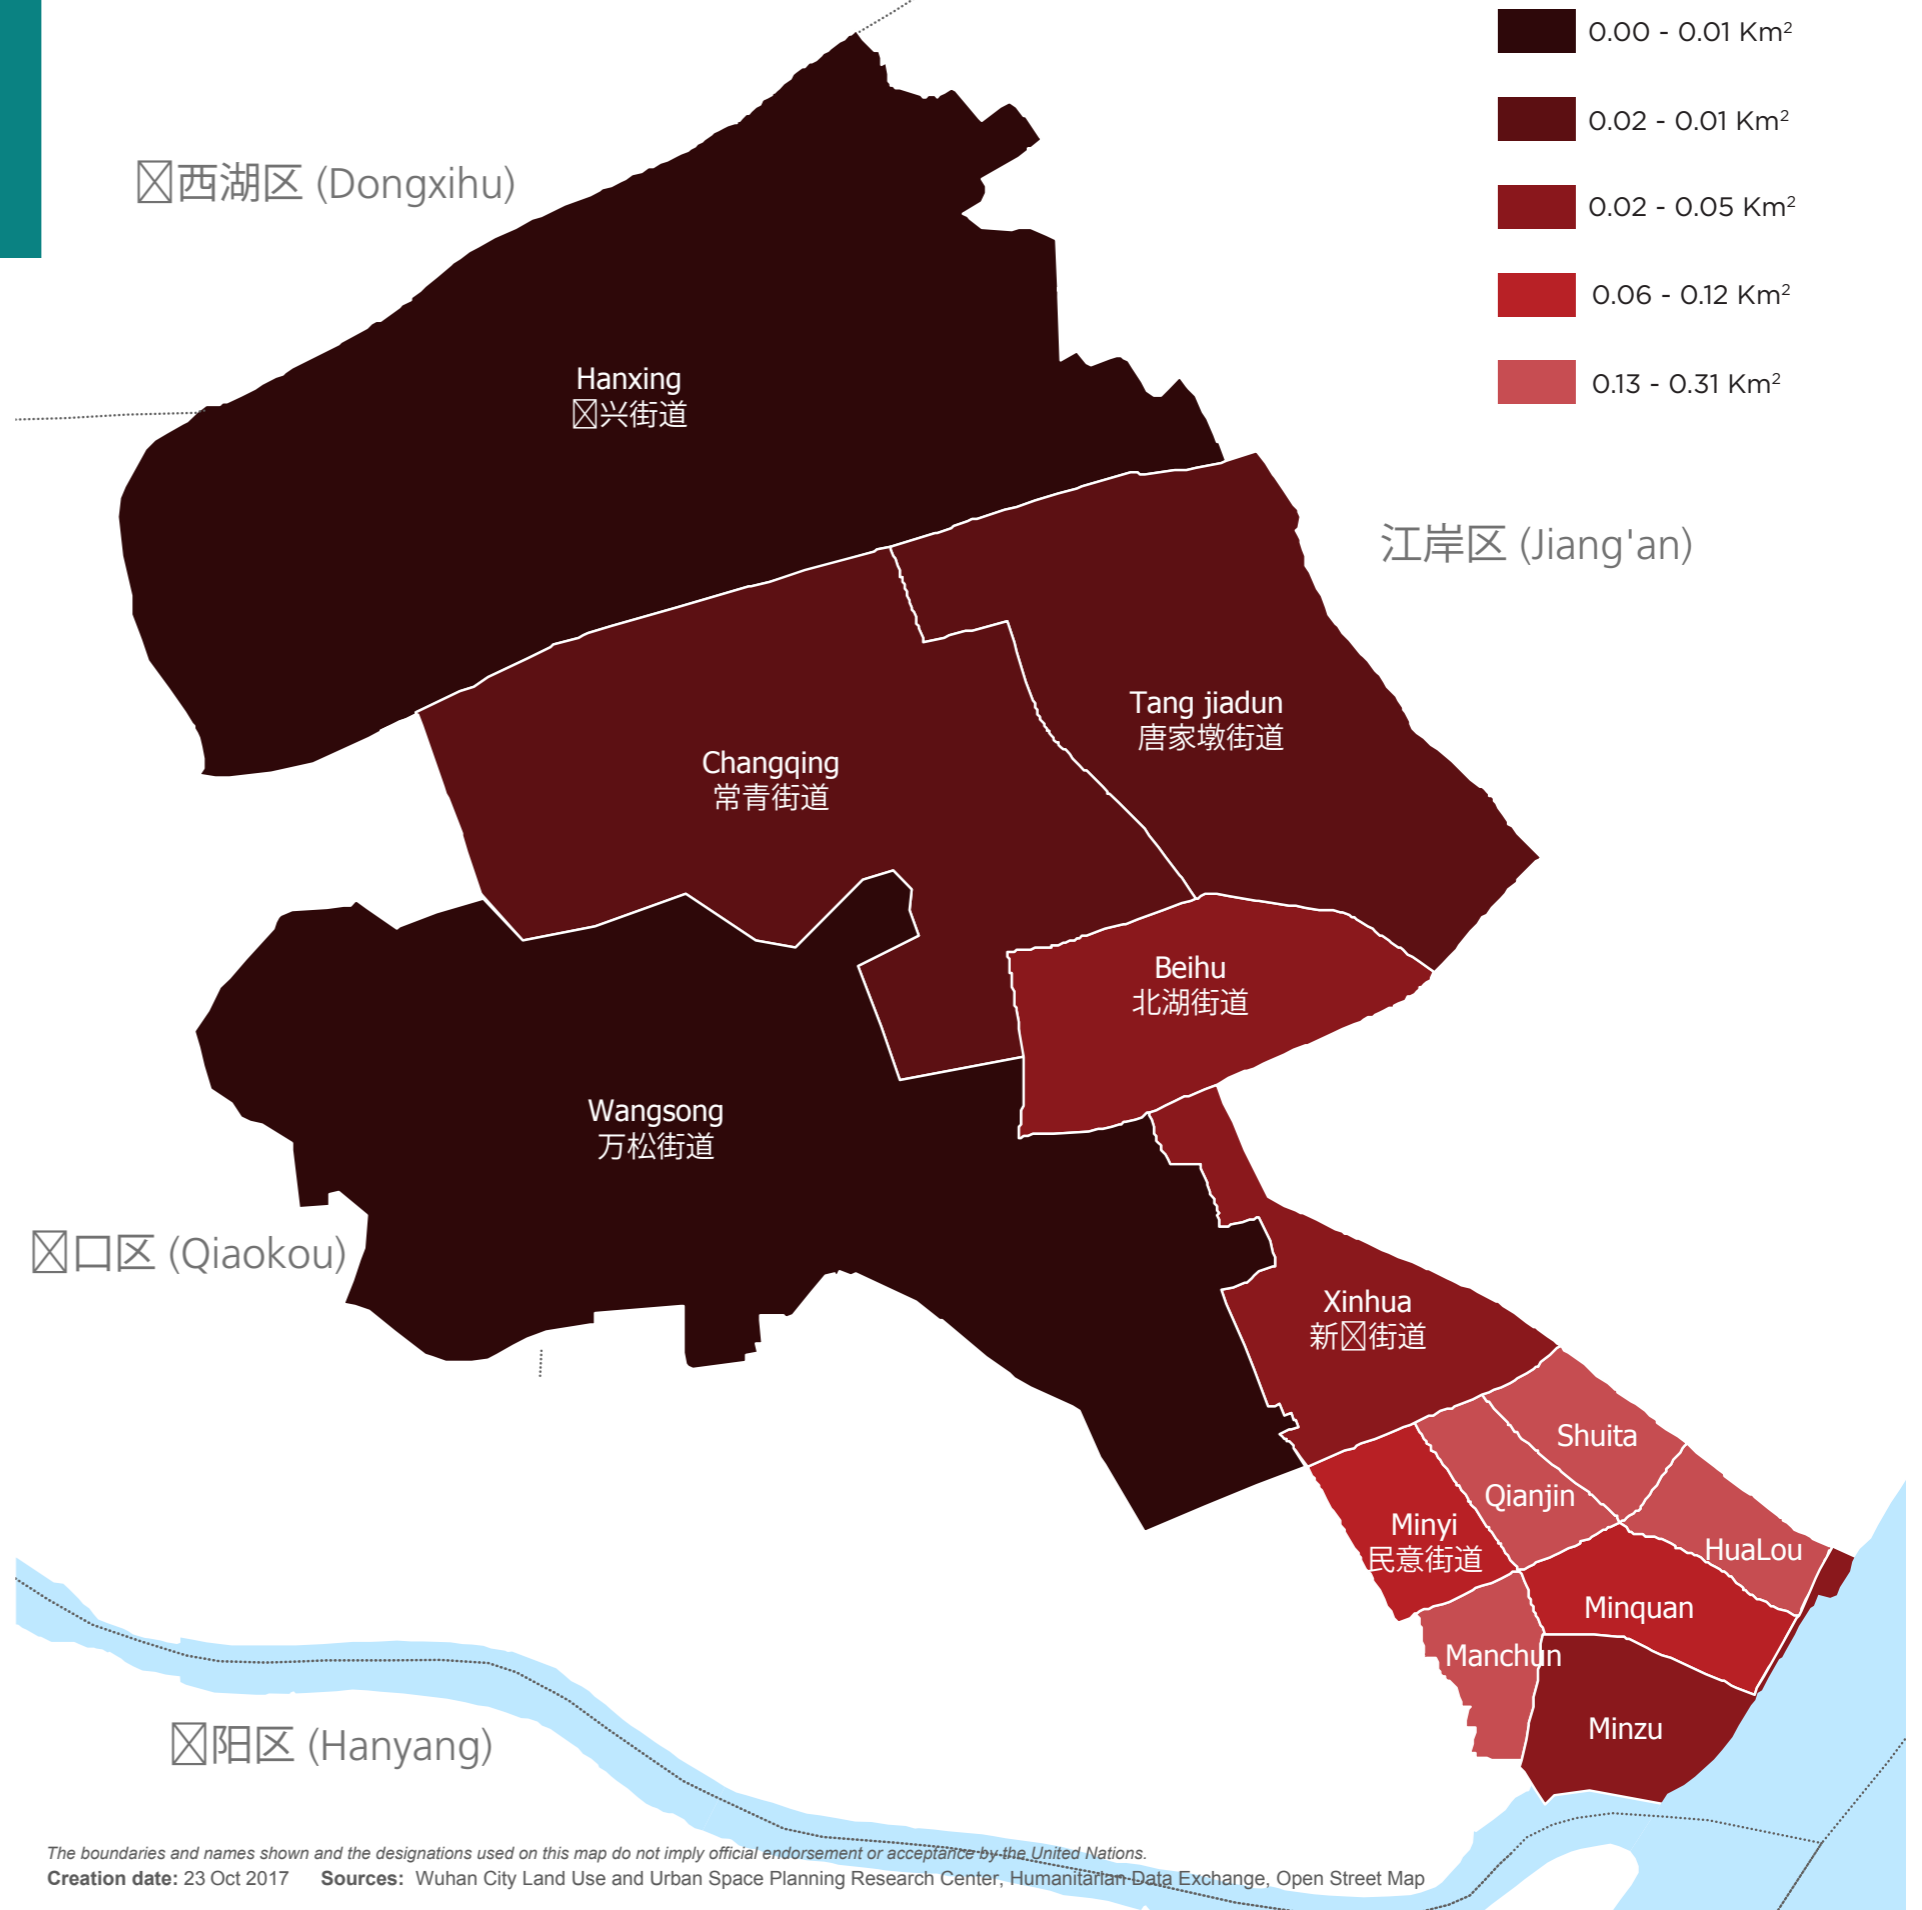 0.00 - 0.01 Km²
0.02 - 0.01 Km²
0.02 - 0.05 Km²
0.06 - 0.12 Km²
0.13 - 0.31 Km²
西湖区 (Dongxihu)
Hanxing
兴街道
江岸区 (Jiang'an)
Tang jiadun
唐家墩街道
Changqing
常青街道
Beihu
北湖街道
Wangsong
万松街道
口区 (Qiaokou)
Xinhua
新 街道
Shuita
Qianjin
Minyi
民意街道
HuaLou
Minquan
Manchun
Minzu
阳区 (Hanyang)
The boundaries and names shown and the designations used on this map do not imply official endorsement or acceptance by the United Nations.
Creation date: 23 Oct 2017 Sources: Wuhan City Land Use and Urban Space Planning Research Center, Humanitarian Data Exchange, Open Street Map